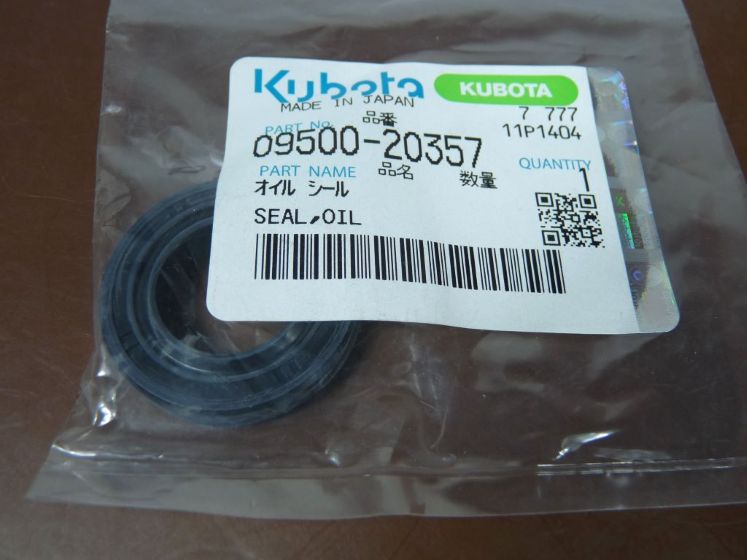 Kubota KUBOTA
MADE IN JAPAN 7 777
PART No. 品番 11P1404
09500-20357
PART NAME 品名 数量 QUANTITY
オイル シール 1
SEAL,OIL